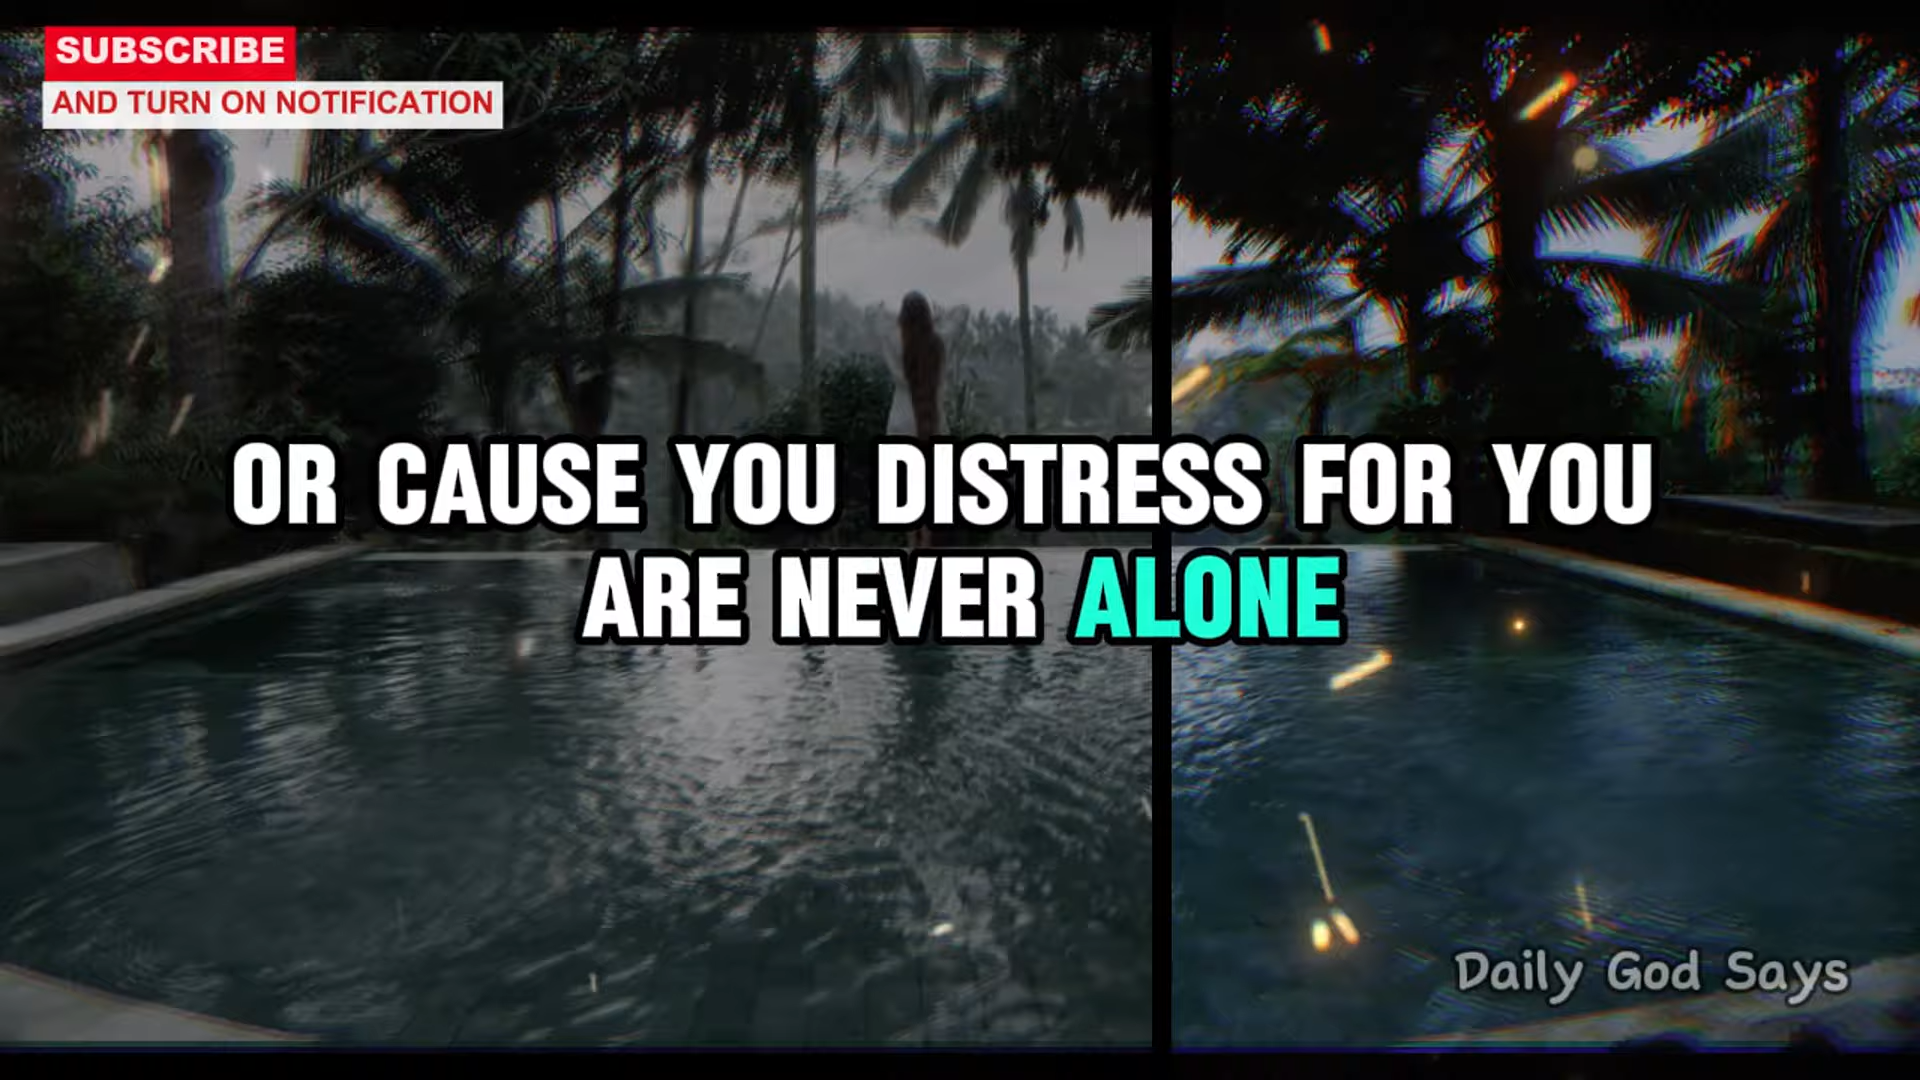 SUBSCRIBE
AND TURN ON NOTIFICATION
OR CAUSE YOU DISTRESS FOR YOU
ARE NEVER ALONE
Daily God Says